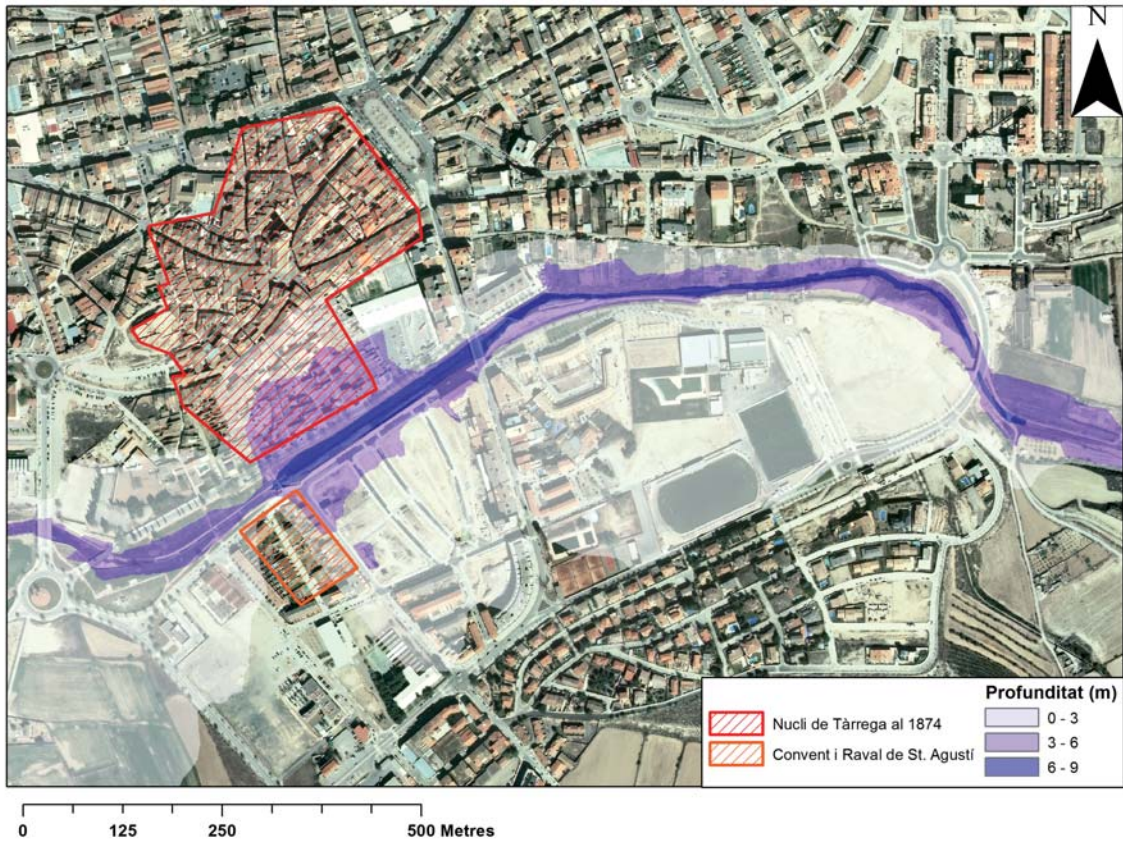 N
Nucli de Tàrrega al 1874
Convent i Raval de St. Agustí
Profunditat (m)
0 - 3
3 - 6
6 - 9
0 125 250 500 Metres